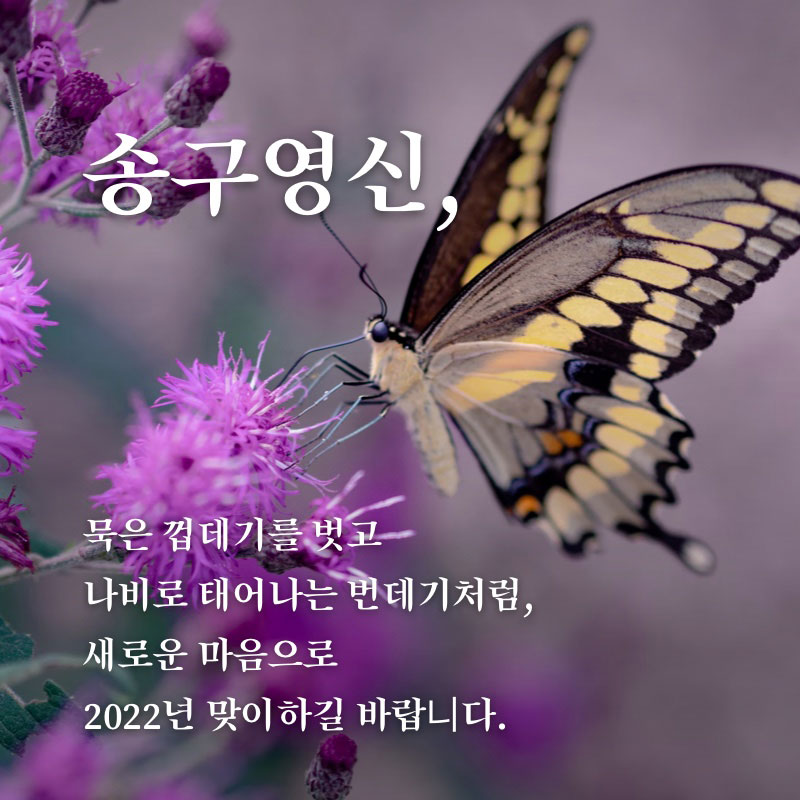 송구영신,
묵은 껍데기를 벗고
나비로 태어나는 번데기처럼,
새로운 마음으로
2022년 맞이하길 바랍니다.